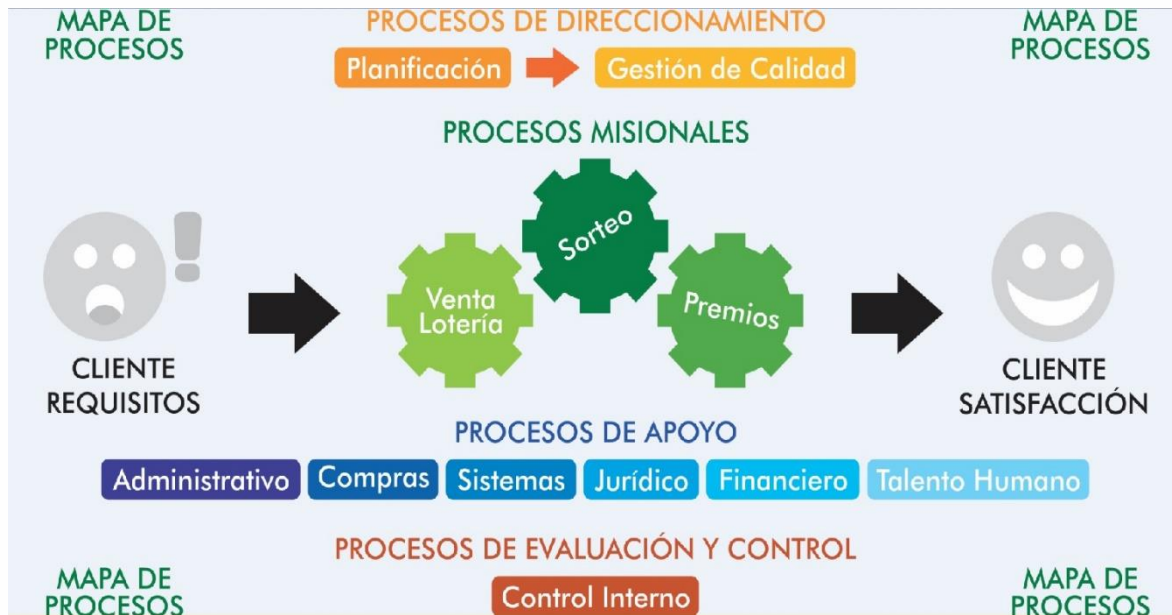 MAPA DE
PROCESOS
PROCESOS DE DIRECCIONAMIENTO
MAPA DE
PROCESOS
Planificación
Gestión de Calidad
PROCESOS MISIONALES
Venta
Lotería
Sorteo
Premios
CLIENTE
REQUISITOS
!
CLIENTE
SATISFACCIÓN
PROCESOS DE APOYO
Administrativo
Compras
Sistemas
Jurídico
Financiero
Talento Humano
PROCESOS DE EVALUACIÓN Y CONTROL
Control Interno
MAPA DE
PROCESOS
MAPA DE
PROCESOS